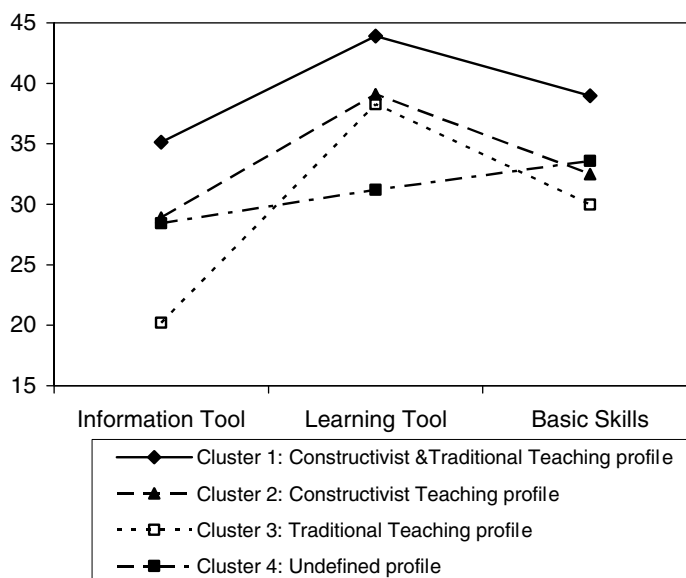 45
40
35
30
25
20
15
Information Tool Learning Tool Basic Skills
Cluster 1: Constructivist &Traditional Teaching profile
Cluster 2: Constructivist Teaching profile
Cluster 3: Traditional Teaching profile
Cluster 4: Undefined profile